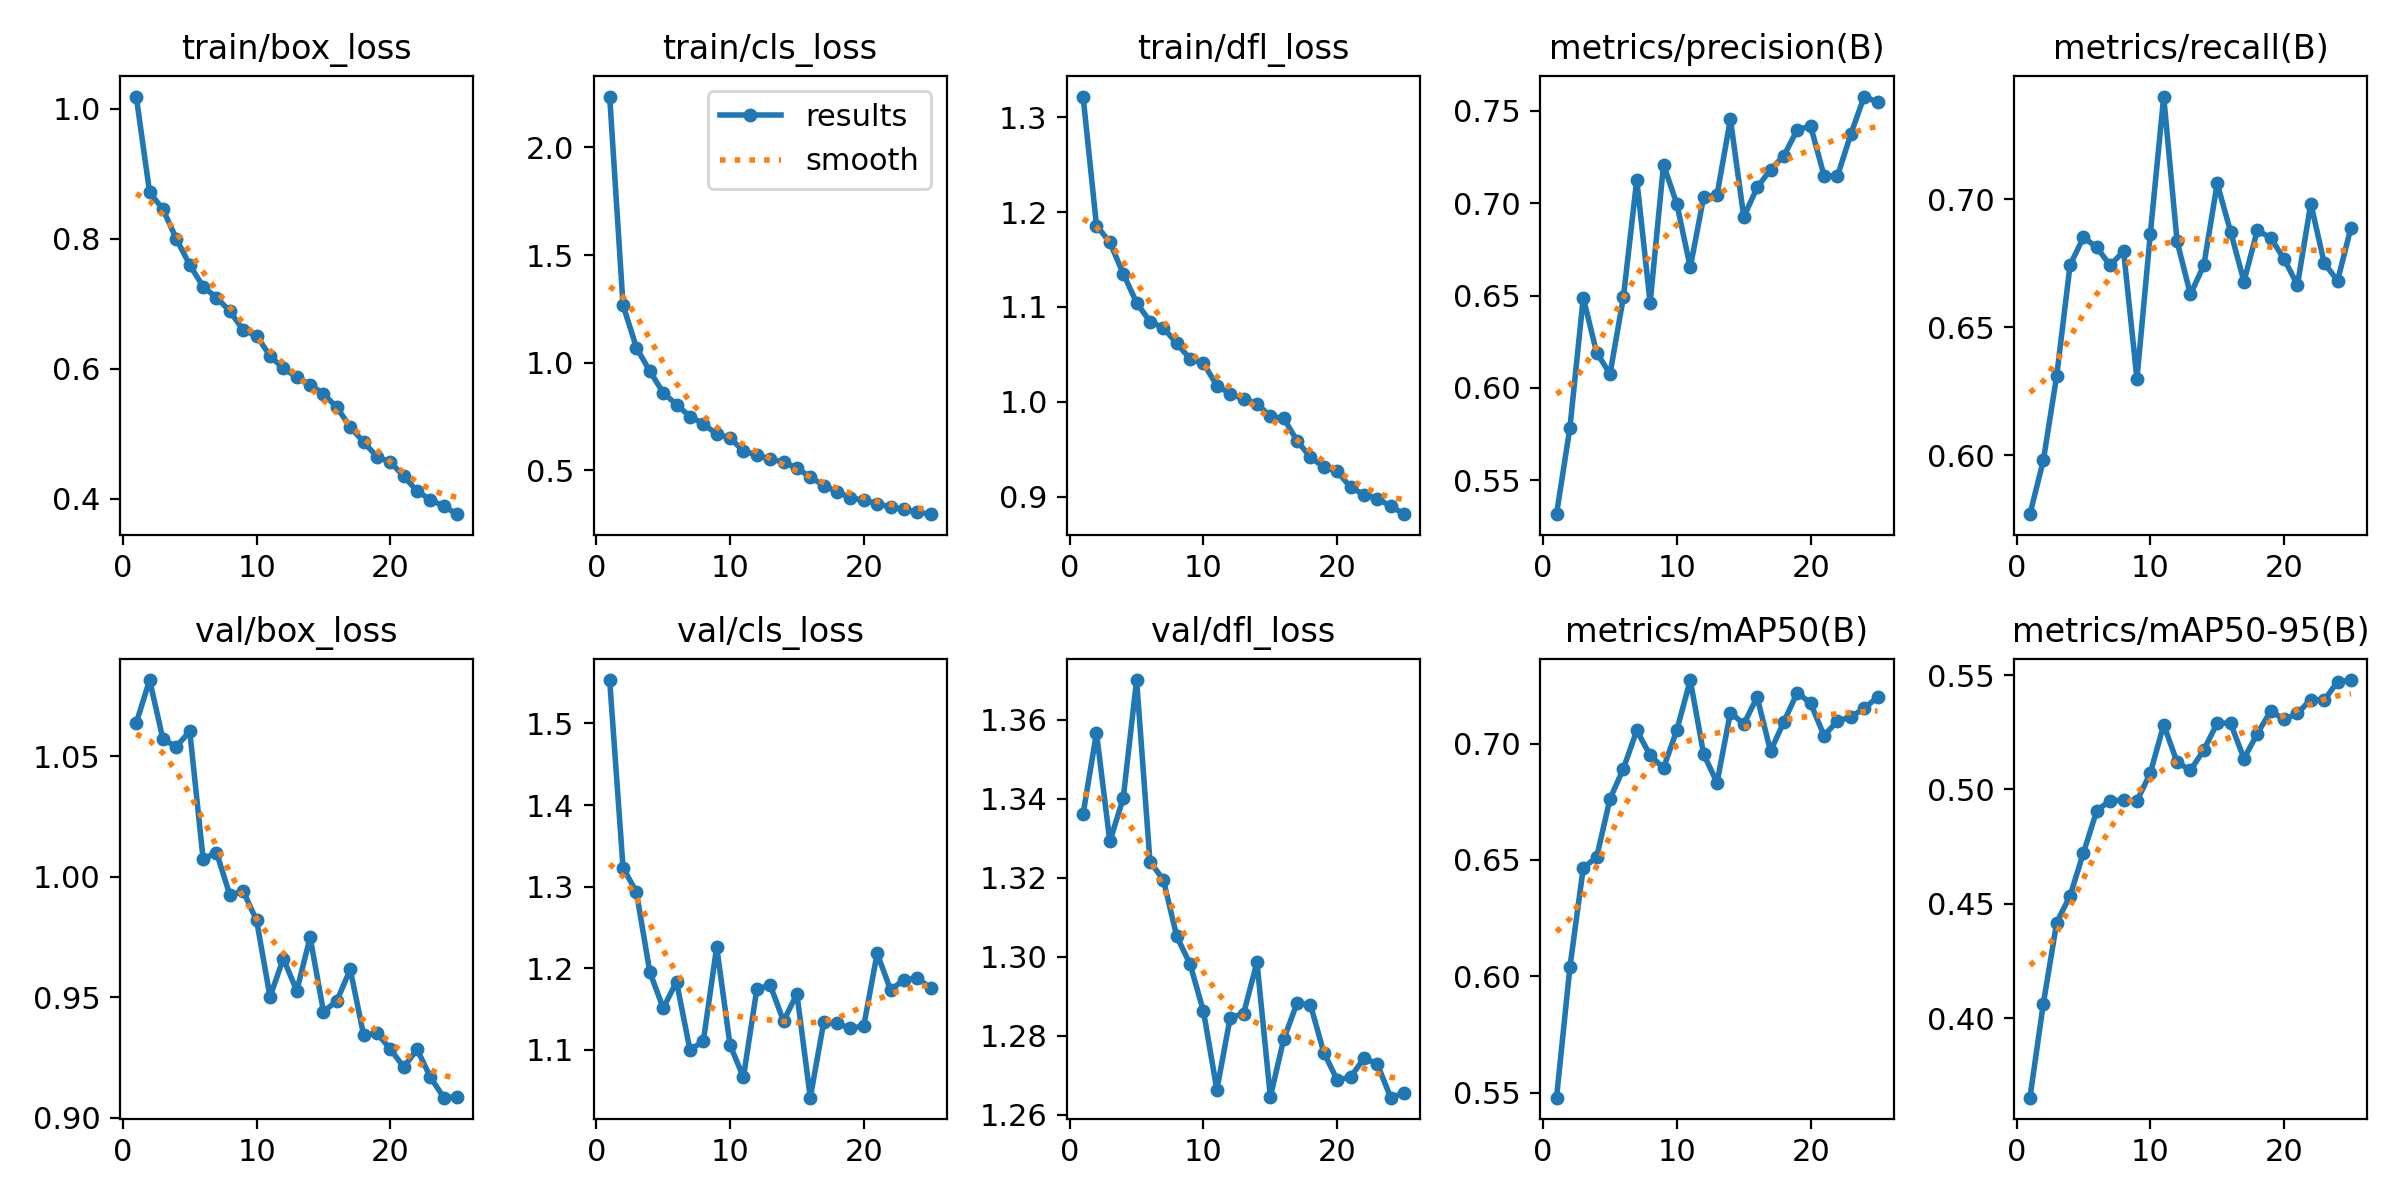 train/box_loss
1.0
0.8
0.6
0.4
0 10 20
train/cls_loss
results
smooth
2.0
1.5
1.0
0.5
0 10 20
train/dfl_loss
1.3
1.2
1.1
1.0
0.9
0 10 20
metrics/precision(B)
0.75
0.70
0.65
0.60
0.55
0 10 20
metrics/recall(B)
0.70
0.65
0.60
0 10 20
val/box_loss
1.05
1.00
0.95
0.90
0 10 20
val/cls_loss
1.5
1.4
1.3
1.2
1.1
0 10 20
val/dfl_loss
1.36
1.34
1.32
1.30
1.28
1.26
0 10 20
metrics/mAP50(B)
0.70
0.65
0.60
0.55
0 10 20
metrics/mAP50-95(B)
0.55
0.50
0.45
0.40
0 10 20